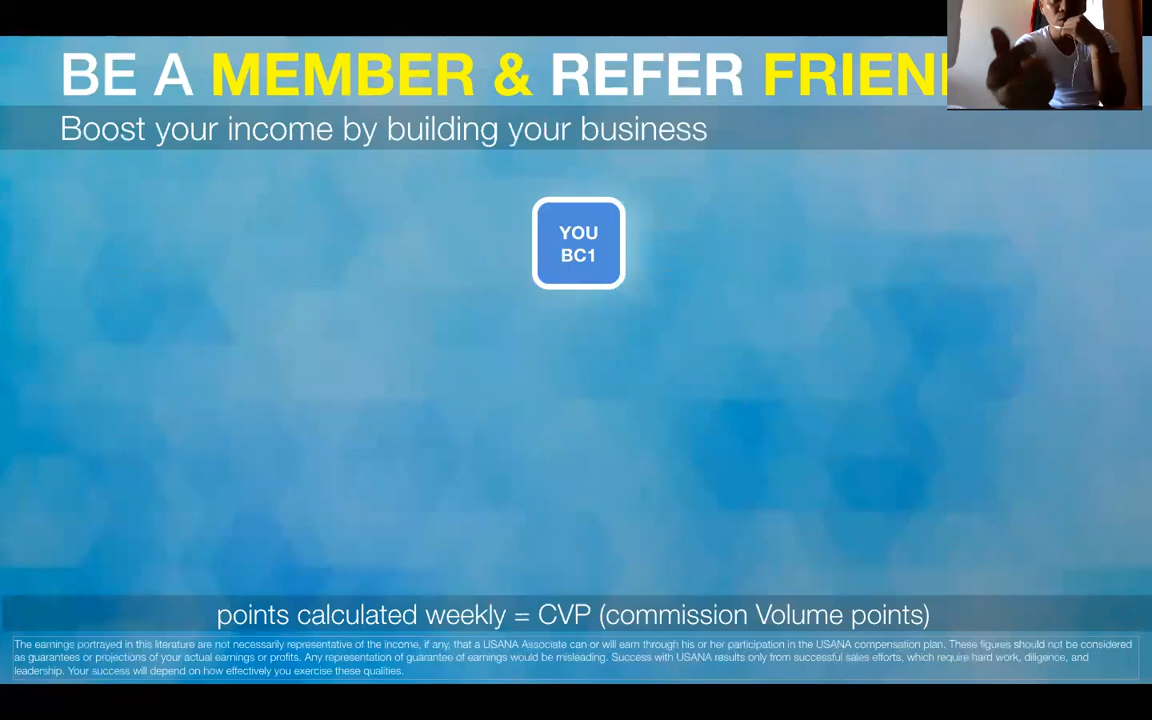 BE A MEMBER & REFER
Boost your income by building your business
YOU
BC1
points calculated weekly = CVP (commission Volume points)
The earnings portrayed in this literature are not necessarily representative of the income, if any, that a USANA Associate can or will earn through his or her participation in the USANA compensation plan. These figures should not be considered
as guarantees or projections of your actual earnings or profits. Any representation of guarantee of earnings would be misleading. Success with USANA results only from successful sales efforts, which require hard work, diligence, and
leadership. Your success will depend on how effectively you exercise these qualities.